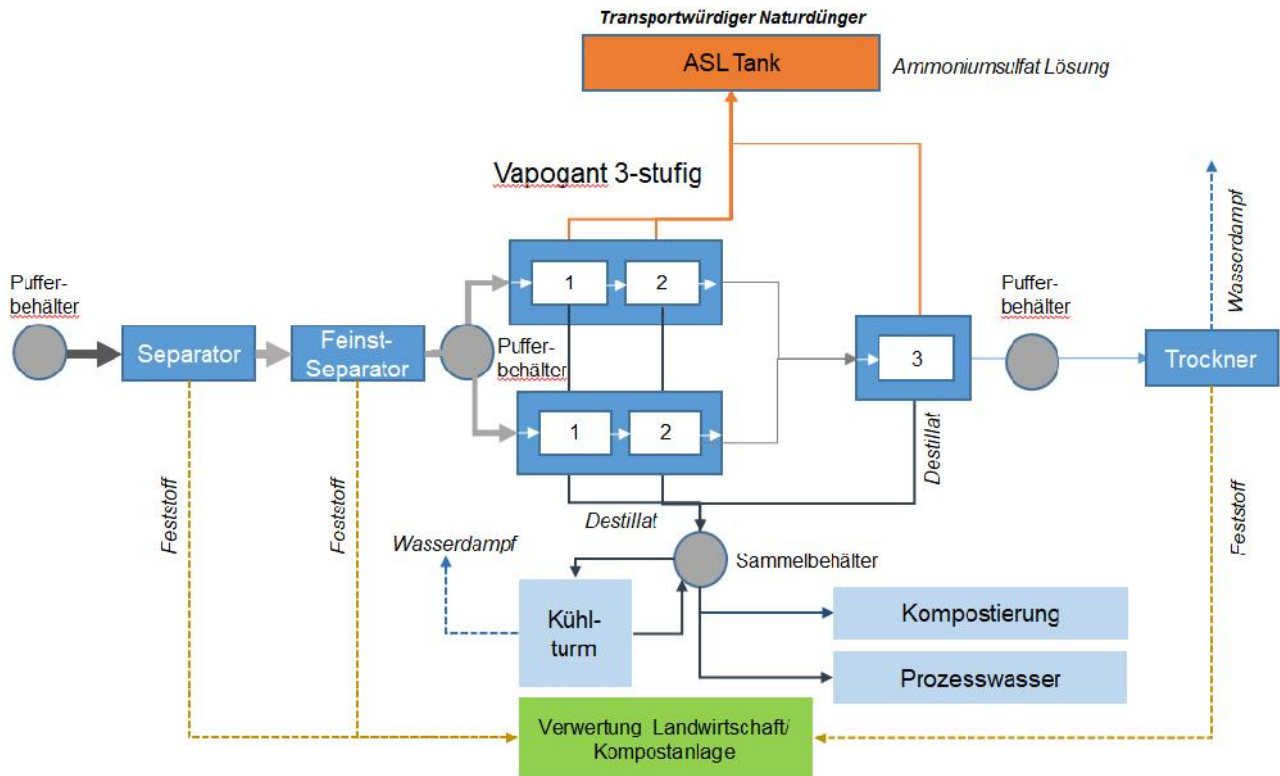 Transportwürdiger Naturdünger
ASL Tank
Ammoniumsulfat Lösung
Vapogant 3-stufig
Wasserdampf
Puffer-
behälter
Separator
Feinst-
Separator
Puffer-
behälter
1
2
1
2
3
Puffer-
behälter
Trockner
Feststoff
Feststoff
Destillat
Destillat
Feststoff
Wasserdampf
Sammelbehälter
Kühl-
turm
Kompostierung
Prozesswasser
Verwertung Landwirtschaft/
Kompostanlage